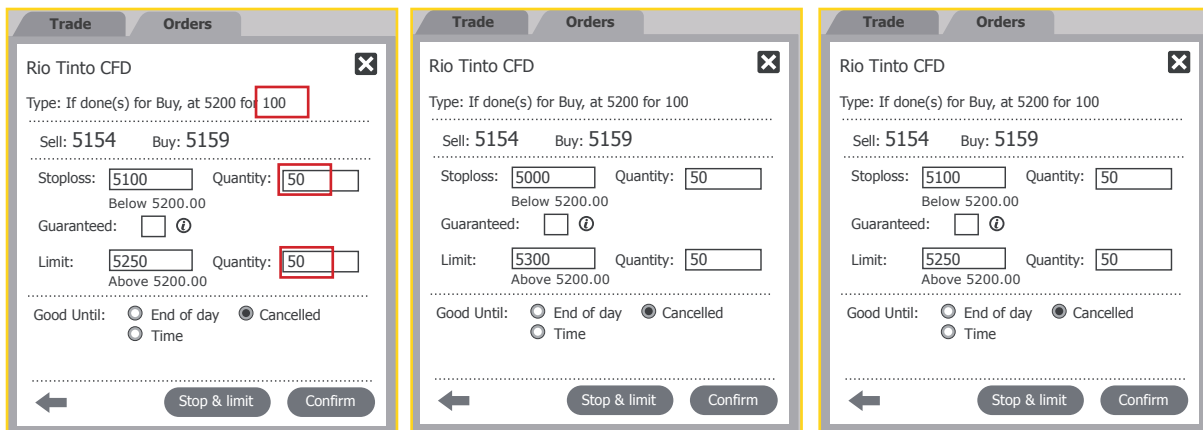 Trade Orders
Rio Tinto CFD
Type: If done(s) for Buy, at 5200 for 100
Sell: 5154 Buy: 5159
Stoploss: 5100 Quantity: 50
Below 5200.00
Guaranteed:
Limit: 5250 Quantity: 50
Above 5200.00
Good Until: End of day Cancelled
Time
Stop & limit Confirm
Trade Orders
Rio Tinto CFD
Type: If done(s) for Buy, at 5200 for 100
Sell: 5154 Buy: 5159
Stoploss: 5000 Quantity: 50
Below 5200.00
Guaranteed:
Limit: 5300 Quantity: 50
Above 5200.00
Good Until: End of day Cancelled
Time
Stop & limit Confirm
Trade Orders
Rio Tinto CFD
Type: If done(s) for Buy, at 5200 for 100
Sell: 5154 Buy: 5159
Stoploss: 5100 Quantity: 50
Below 5200.00
Guaranteed:
Limit: 5250 Quantity: 50
Above 5200.00
Good Until: End of day Cancelled
Time
Stop & limit Confirm